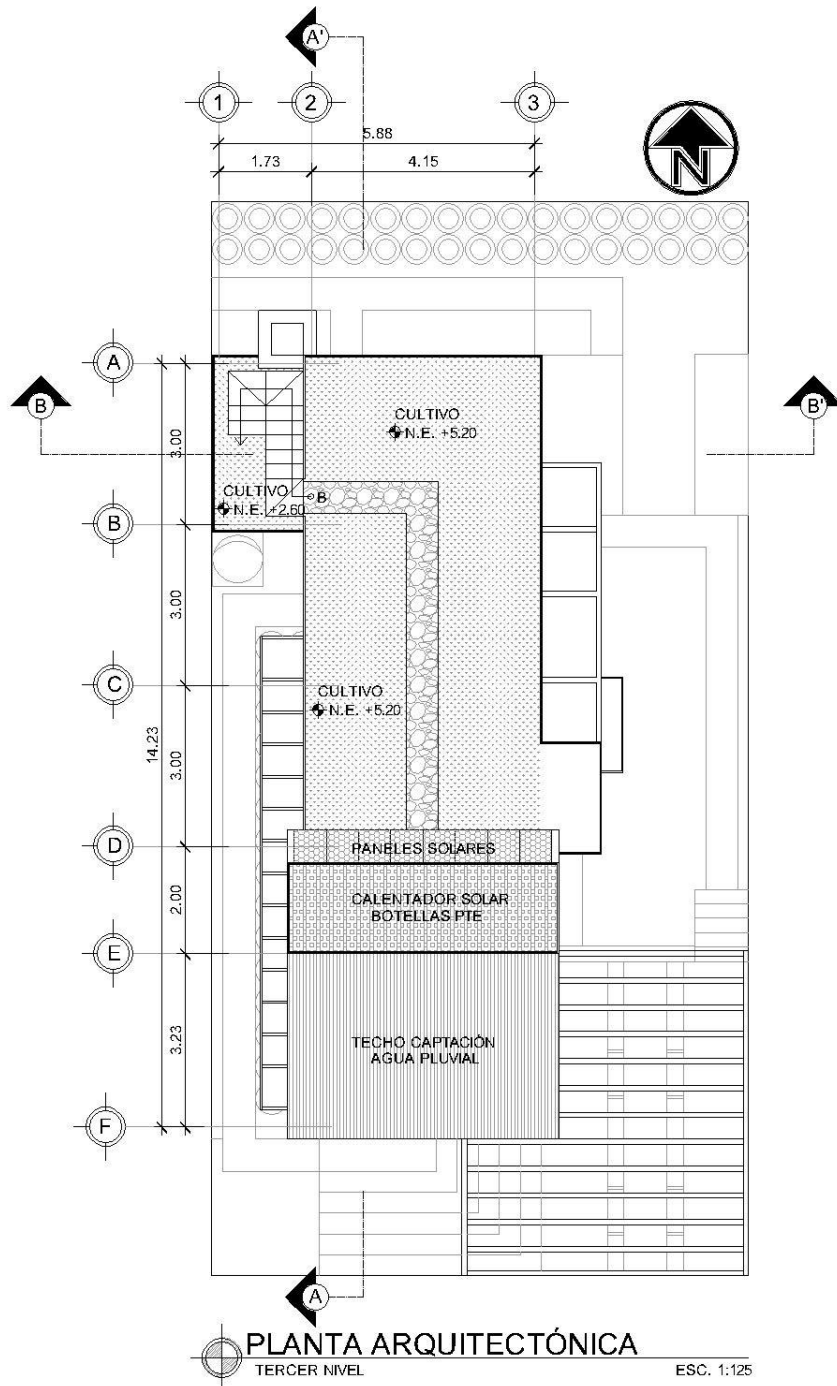 A'
1
2
3
5.88
1.73
4.15
N
A
B
B'
3.00
CULTIVO
N.E. +5.20
CULTIVO
N.E. +2.60
B
B
3.00
C
CULTIVO
N.E. +5.20
14.23
3.00
D
PANELES SOLARES
2.00
CALENTADOR SOLAR
BOTELLAS PTE
E
3.23
TECHO CAPTACIÓN
AGUA PLUVIAL
F
A
PLANTA ARQUITECTÓNICA
TERCER NIVEL
ESC. 1:125